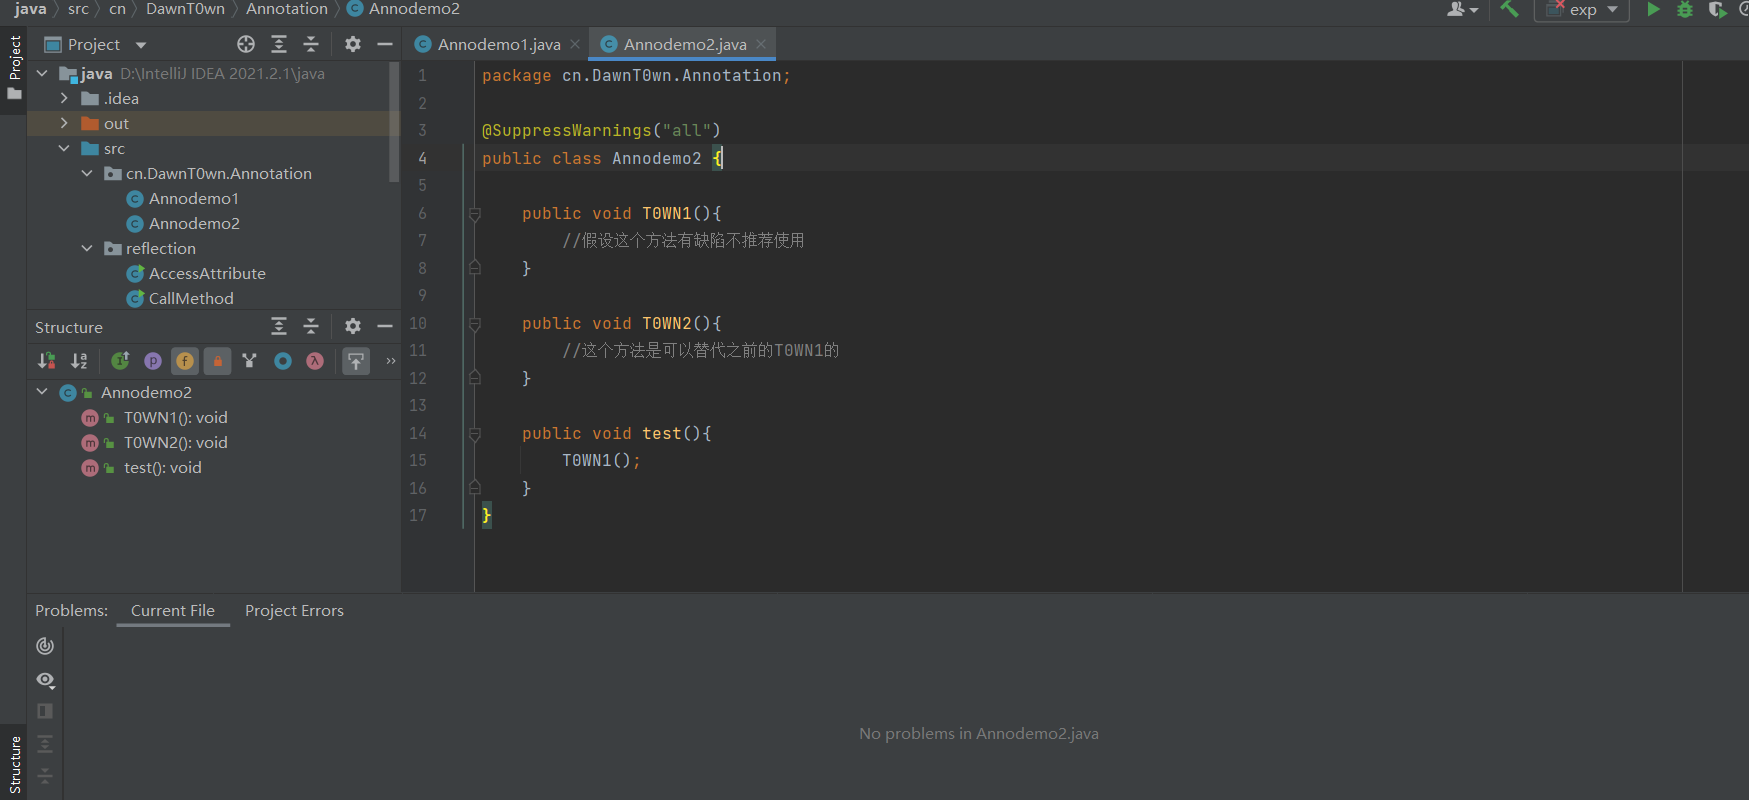 java > src > cn > DawnT0wn > Annotation > Annodemo2
exp
Project
Project
Annodemo1.java
Annodemo2.java
java D:\IntelliJ IDEA 2021.2.1\java
.idea
out
src
cn.DawnT0wn.Annotation
Annodemo1
Annodemo2
reflection
AccessAttribute
CallMethod
Structure
Annodemo2
T0WN1(): void
T0WN2(): void
test(): void
1 package cn.DawnT0wn.Annotation;
2
3 @SuppressWarnings("all")
4 public class Annodemo2 {
5
6 public void T0WN1(){
7 //假设这个方法有缺陷不推荐使用
8 }
9
10 public void T0WN2(){
11 //这个方法是可以替代之前的T0WN1的
12 }
13
14 public void test(){
15 T0WN1();
16 }
17 }
Problems: Current File Project Errors
No problems in Annodemo2.java
Structure